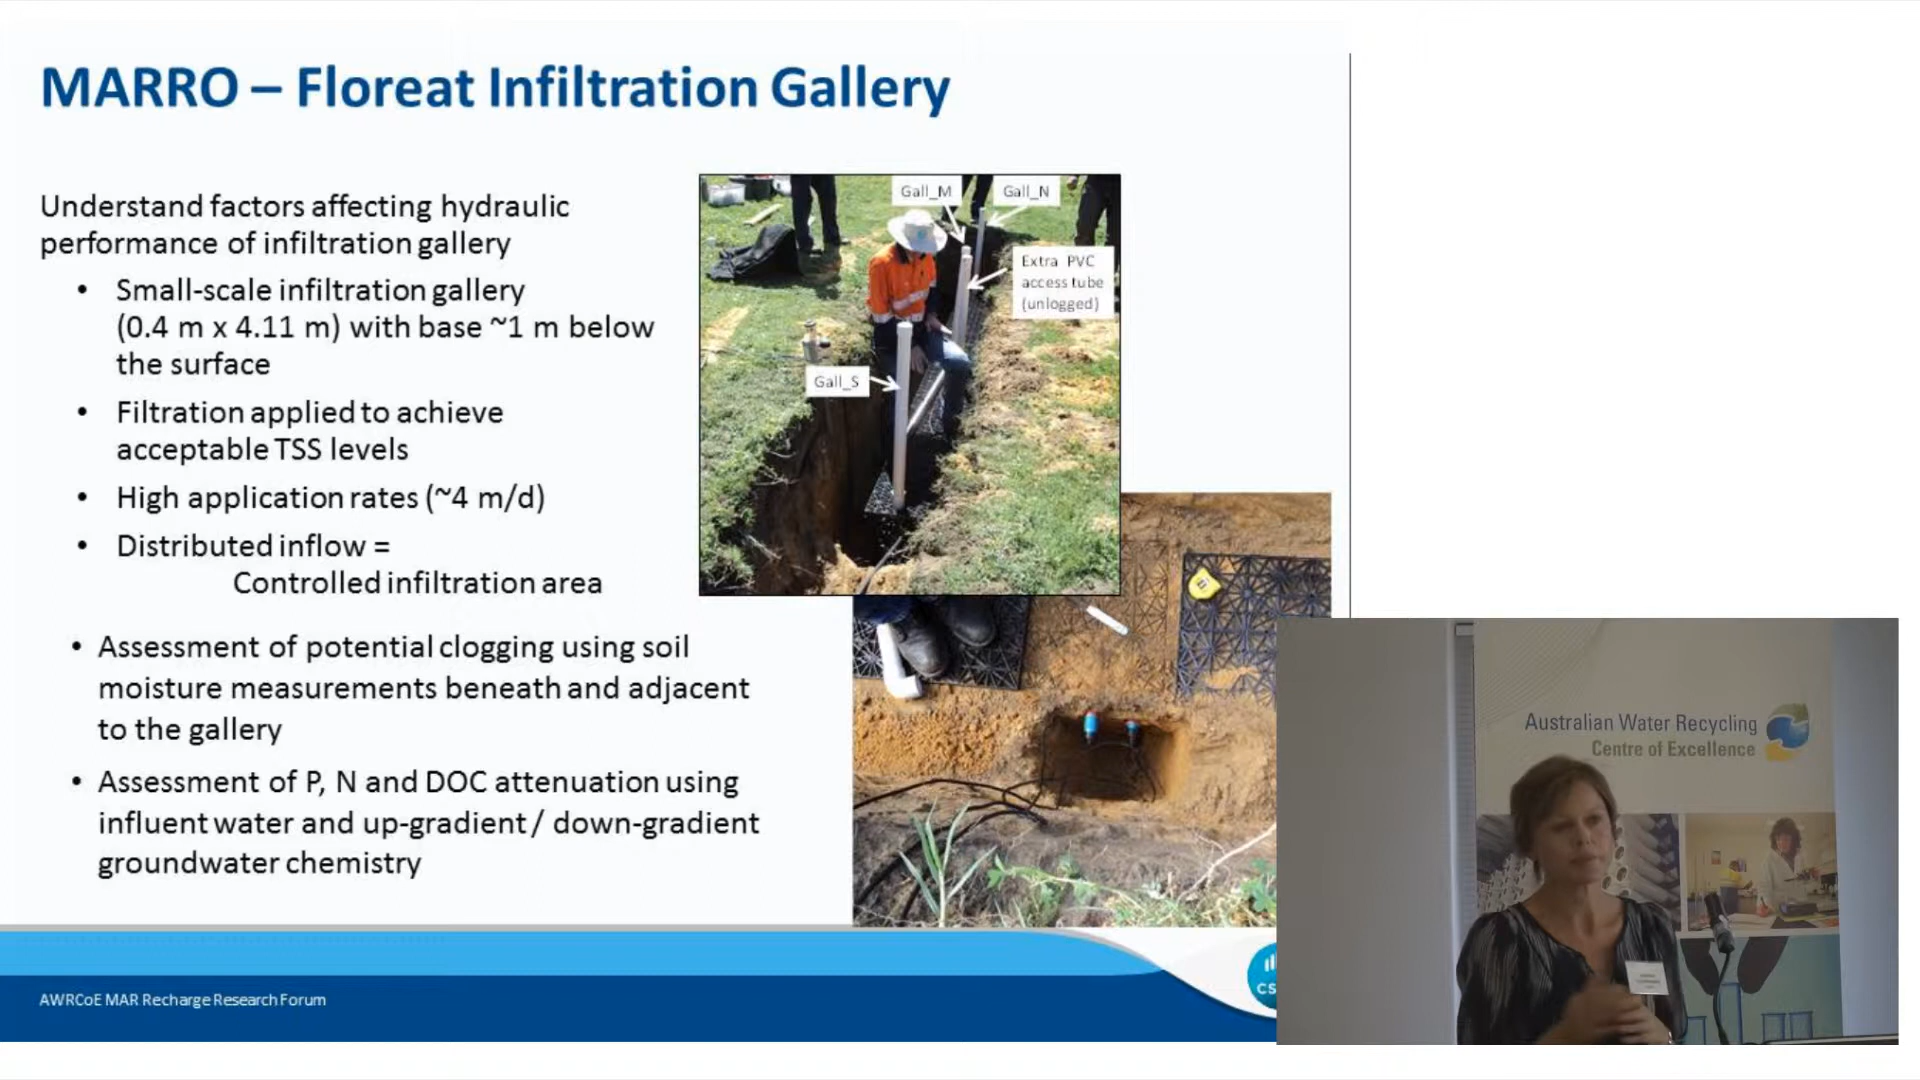 MARRO – Floreat Infiltration Gallery
Understand factors affecting hydraulic
performance of infiltration gallery
• Small-scale infiltration gallery
(0.4 m x 4.11 m) with base ~1 m below
the surface
• Filtration applied to achieve
acceptable TSS levels
• High application rates (~4 m/d)
• Distributed inflow =
Controlled infiltration area
• Assessment of potential clogging using soil
moisture measurements beneath and adjacent
to the gallery
• Assessment of P, N and DOC attenuation using
influent water and up-gradient / down-gradient
groundwater chemistry
Gall_M
Gall_N
Extra PVC
access tube
(unlogged)
Gall_S
Australian Water Recycling
Centre of Excellence
AWRCoE MAR Recharge Research Forum
CS